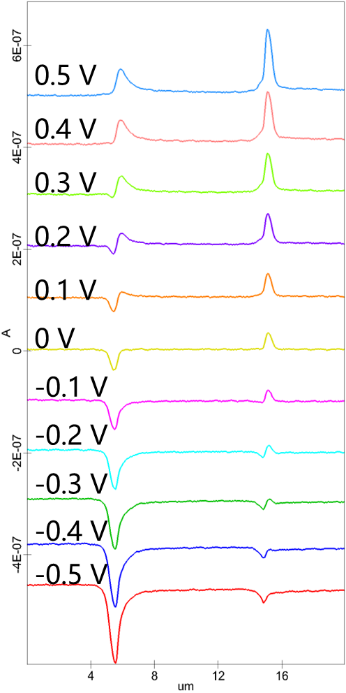 6E-07
0.5 V
0.4 V
4E-07
0.3 V
0.2 V
2E-07
0.1 V
A
0 V
0
-0.1 V
-0.2 V
-2E-07
-0.3 V
-0.4 V
-4E-07
-0.5 V
4 8 12 16
um